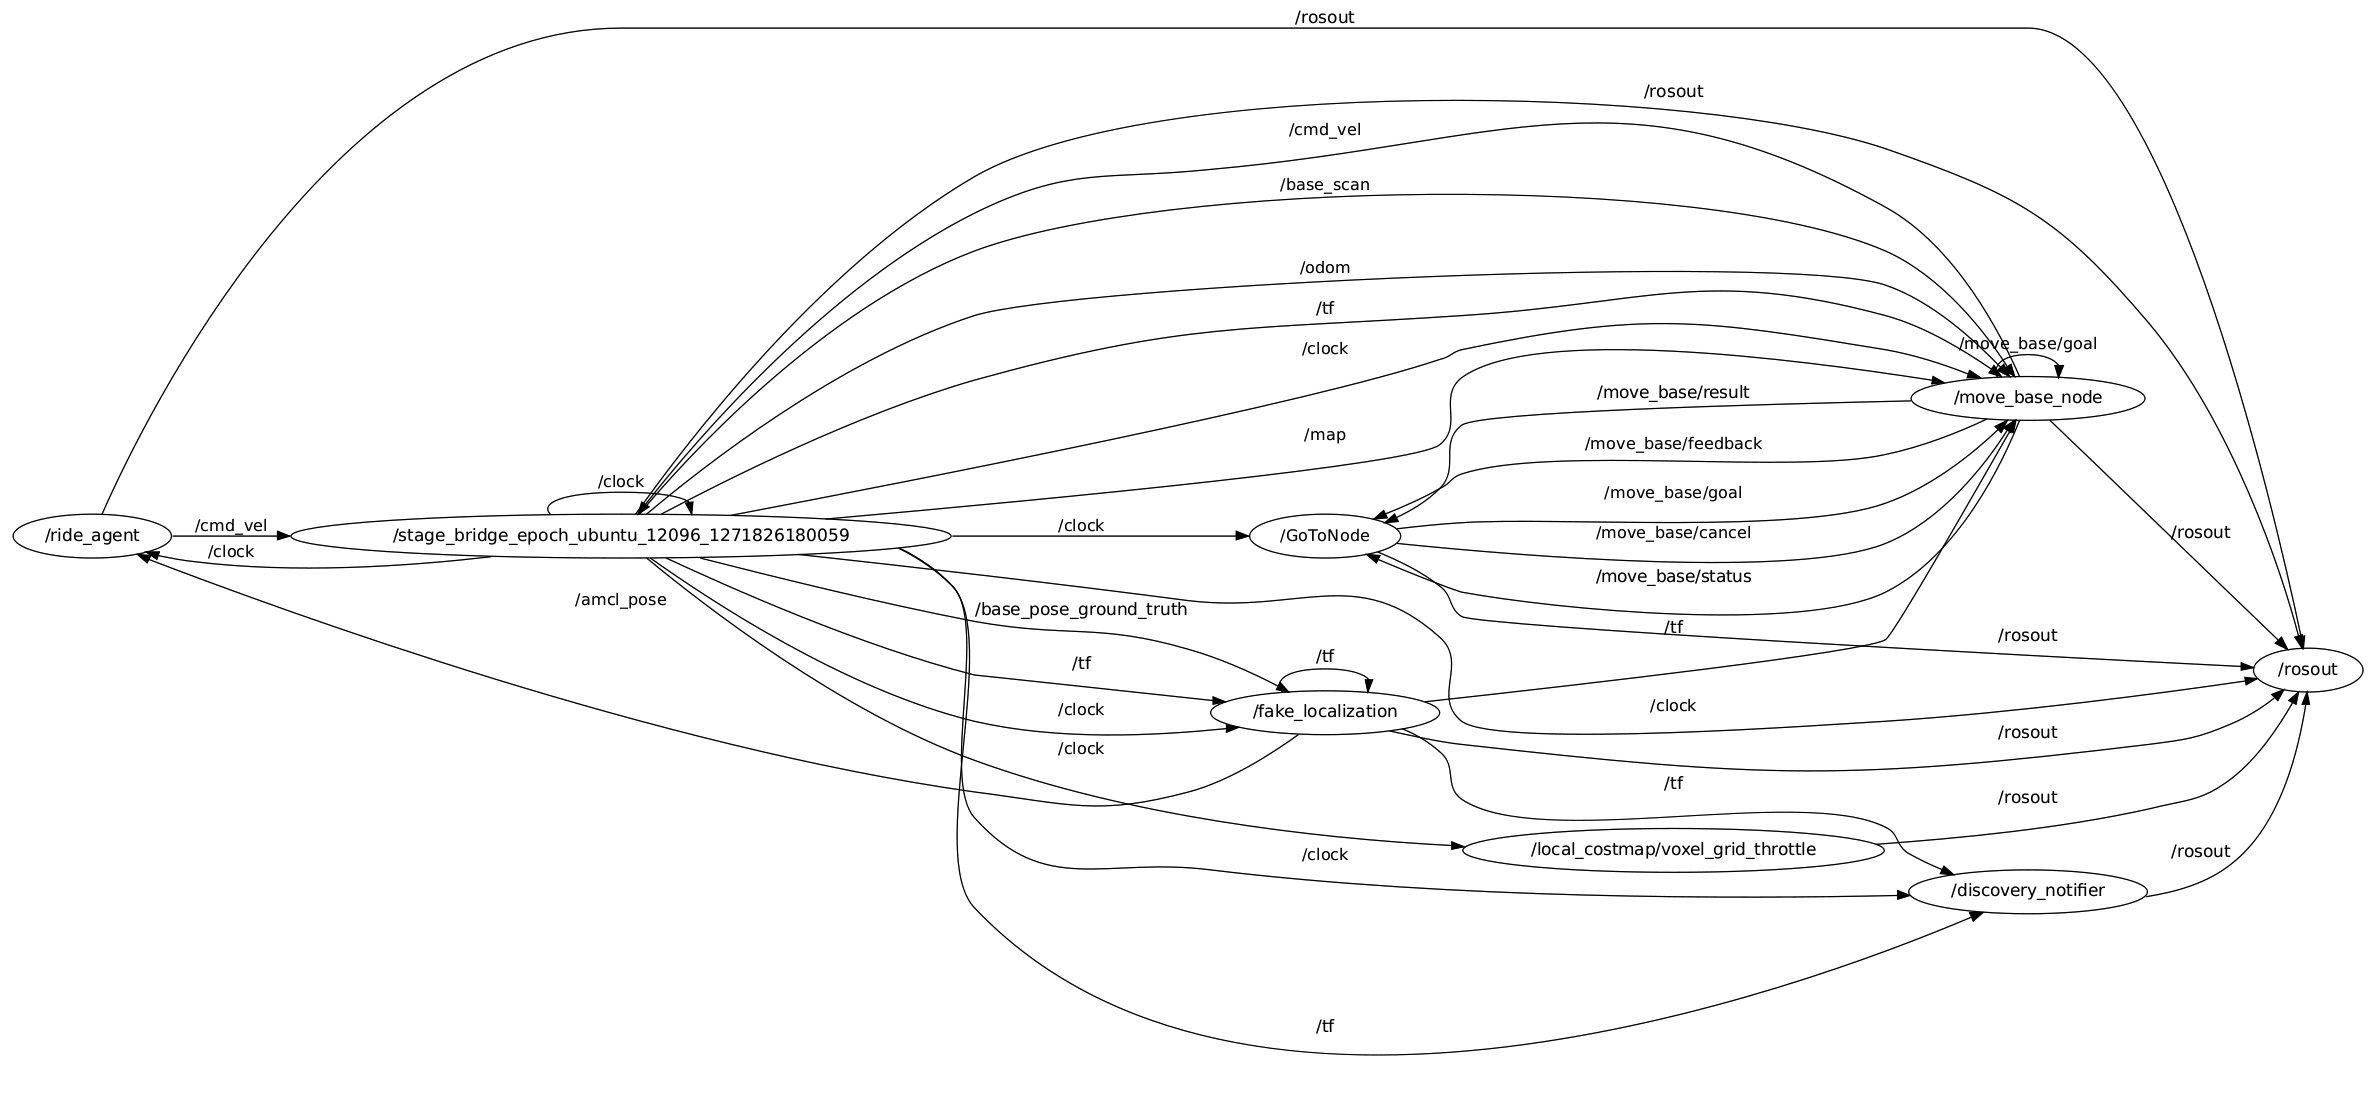 /rosout
/rosout
/cmd_vel
/base_scan
/odom
/tf
/move_base/goal
/clock
/move_base/result
/move_base_node
/map
/move_base/feedback
/clock
/move_base/goal
/cmd_vel
/clock
/move_base/cancel
/rosout
/ride_agent
/stage_bridge_epoch_ubuntu_12096_1271826180059
/GoToNode
/clock
/move_base/status
/amcl_pose
/base_pose_ground_truth
/tf
/rosout
/tf
/tf
/rosout
/clock
/fake_localization
/clock
/rosout
/clock
/tf
/rosout
/clock
/local_costmap/voxel_grid_throttle
/rosout
/discovery_notifier
/tf